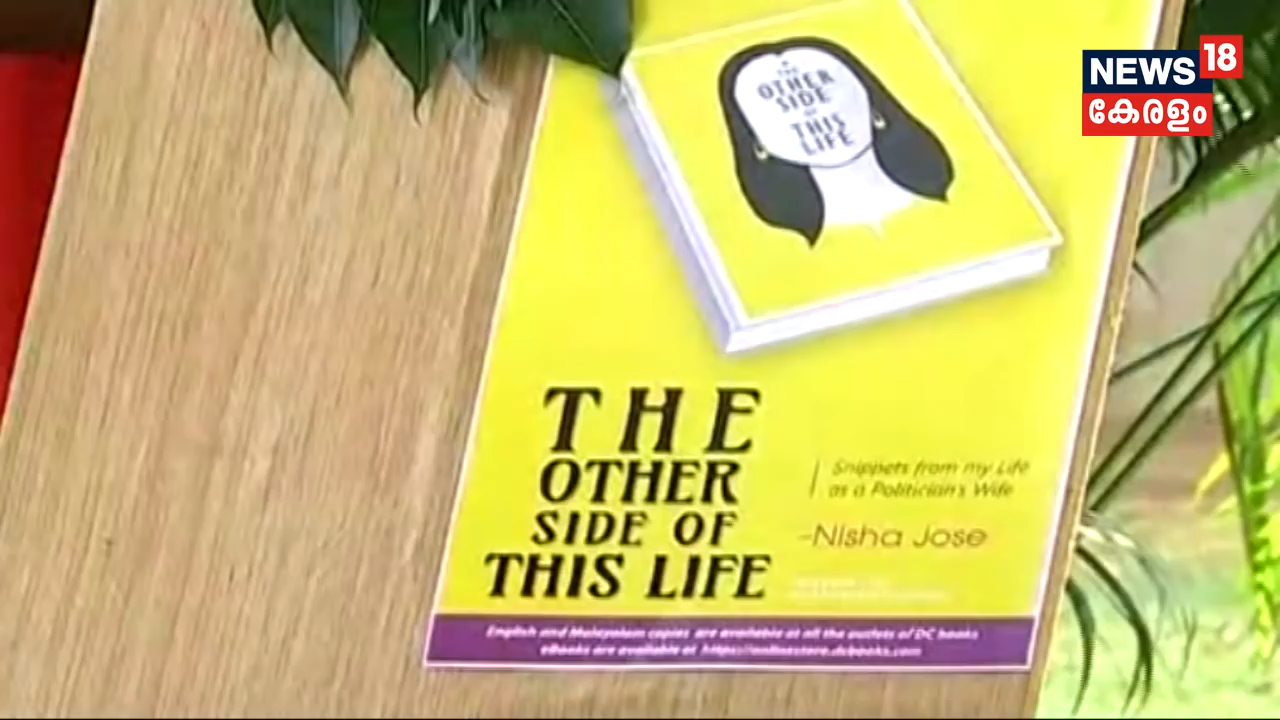 NEWS 18
കേരളം
THE
OTHER
SIDE
OF
THIS
LIFE
THE
OTHER
SIDE OF
THIS LIFE
Snippets from my Life
as a Politician's Wife
-Nisha Jose
English and Malayalam copies are available at all the outlets of DC books
eBooks are available at https://onlinestore.dcbooks.com